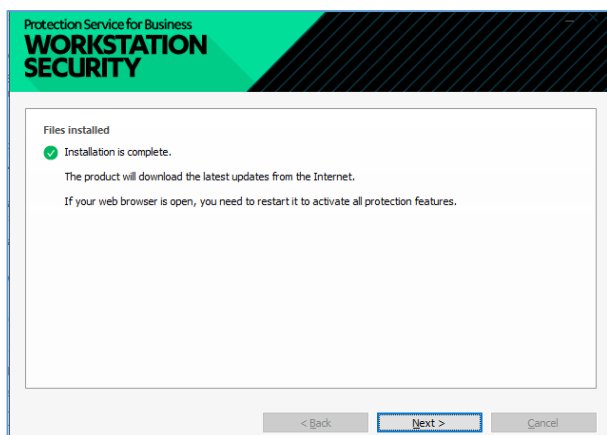 Protection Service for Business
WORKSTATION
SECURITY
Files installed
Installation is complete.
The product will download the latest updates from the Internet.
If your web browser is open, you need to restart it to activate all protection features.
< Back
Next >
Cancel